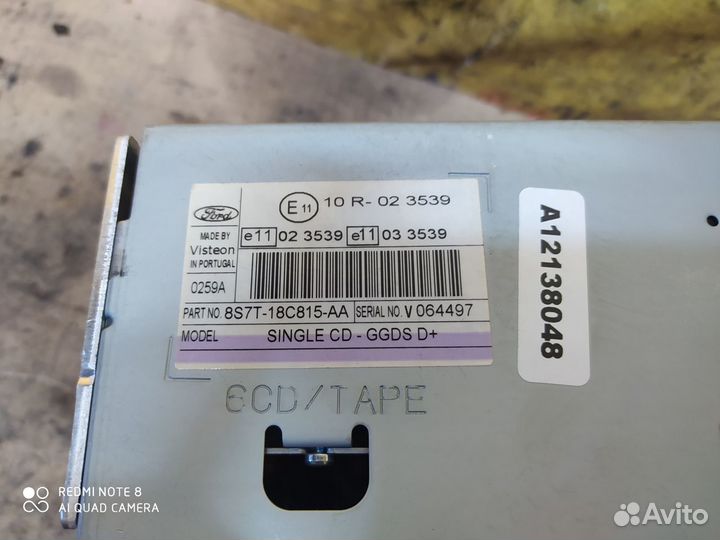 Ford
E 11 10 R- 02 3539
MADE BY
Visteon
IN PORTUGAL
e11 02 3539 e11 03 3539
0259A
PART NO. 8S7T-18C815-AA SERIAL NO. V 064497
MODEL SINGLE CD - GGDS D+
A12138048
6CD/TAPE
REDMI NOTE 8
AI QUAD CAMERA
Avito